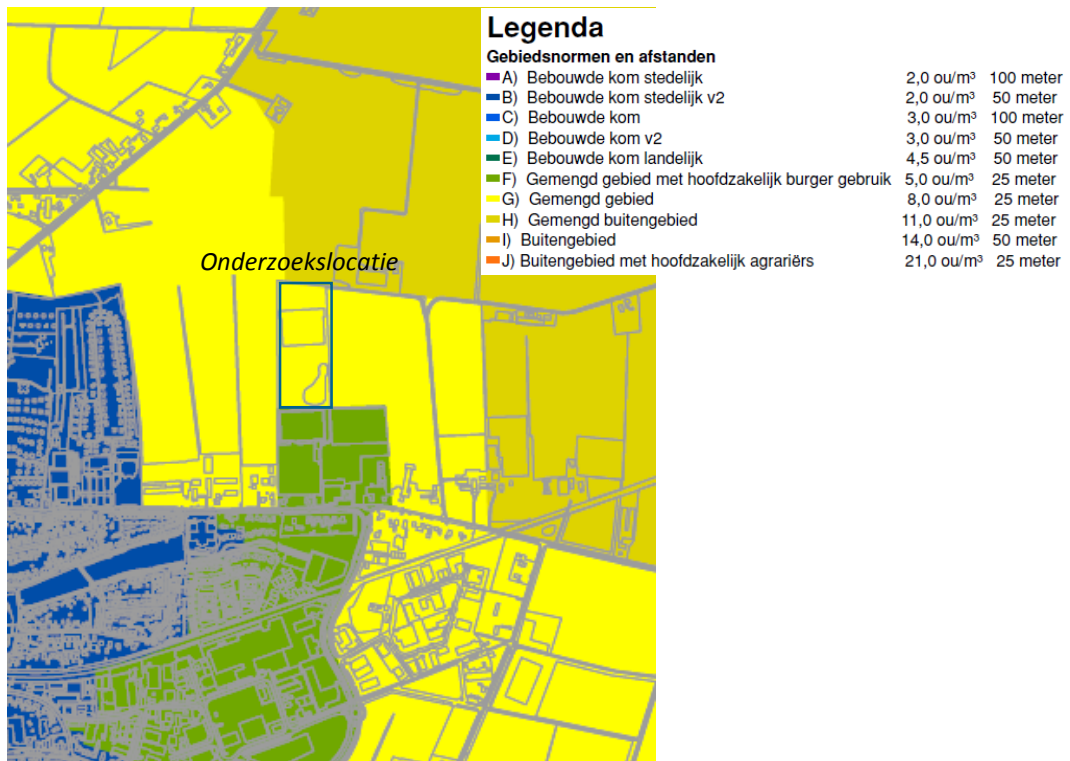 Legenda
Gebiedsnormen en afstanden
A) Bebouwde kom stedelijk 2,0 ou/m³ 100 meter
B) Bebouwde kom stedelijk v2 2,0 ou/m³ 50 meter
C) Bebouwde kom 3,0 ou/m³ 100 meter
D) Bebouwde kom v2 3,0 ou/m³ 50 meter
E) Bebouwde kom landelijk 4,5 ou/m³ 50 meter
F) Gemengd gebied met hoofdzakelijk burger gebruik 5,0 ou/m³ 25 meter
G) Gemengd gebied 8,0 ou/m³ 25 meter
H) Gemengd buitengebied 11,0 ou/m³ 25 meter
I) Buitengebied 14,0 ou/m³ 50 meter
J) Buitengebied met hoofdzakelijk agrariërs 21,0 ou/m³ 25 meter
Onderzoekslocatie